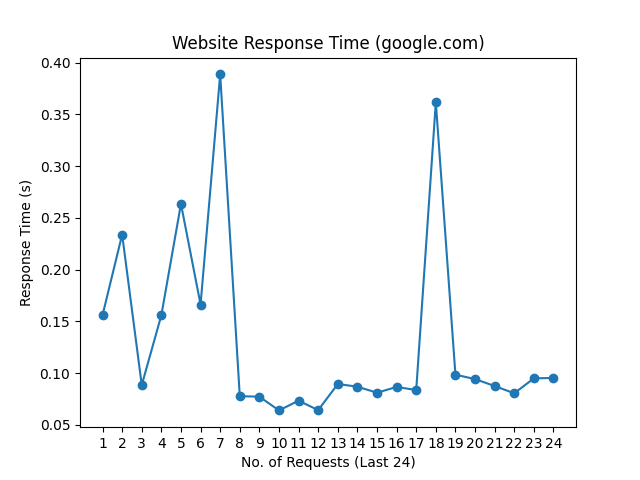 Website Response Time (google.com)
0.40
0.35
0.30
0.25
0.20
0.15
0.10
0.05
Response Time (s)
1 2 3 4 5 6 7 8 9 10 11 12 13 14 15 16 17 18 19 20 21 22 23 24
No. of Requests (Last 24)